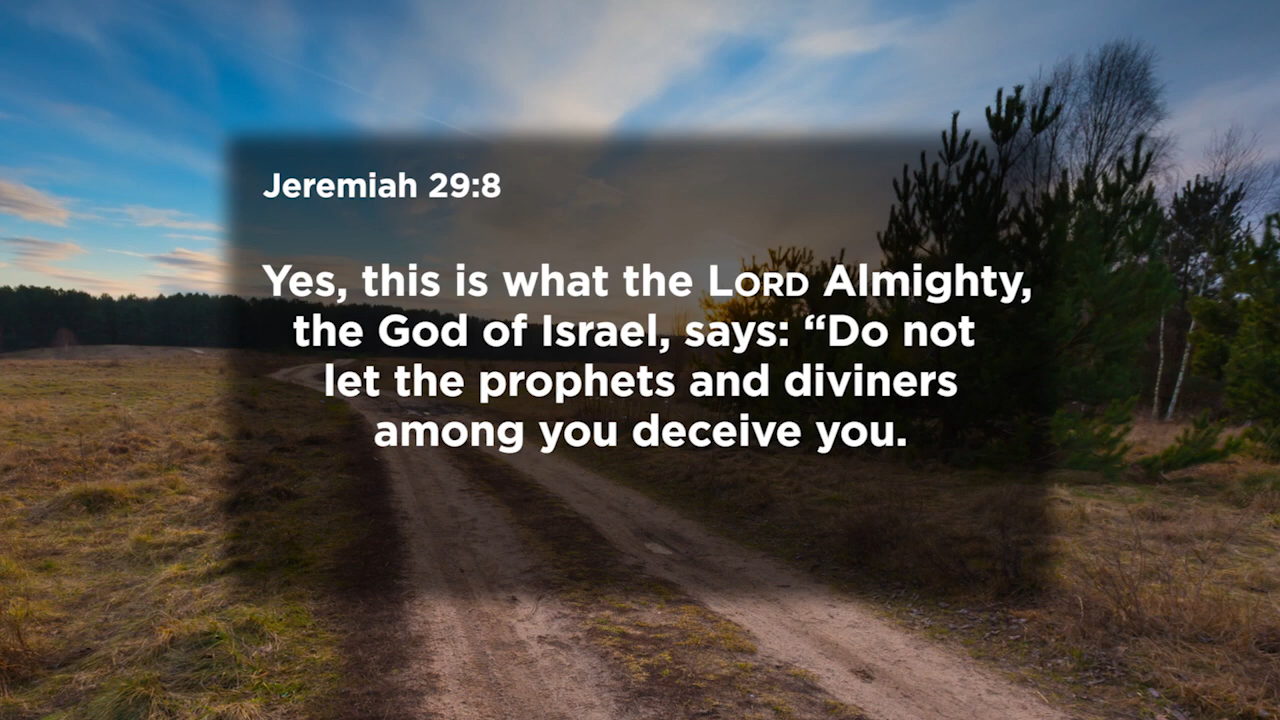 Jeremiah 29:8
Yes, this is what the LORD Almighty,
the God of Israel, says: “Do not
let the prophets and diviners
among you deceive you.